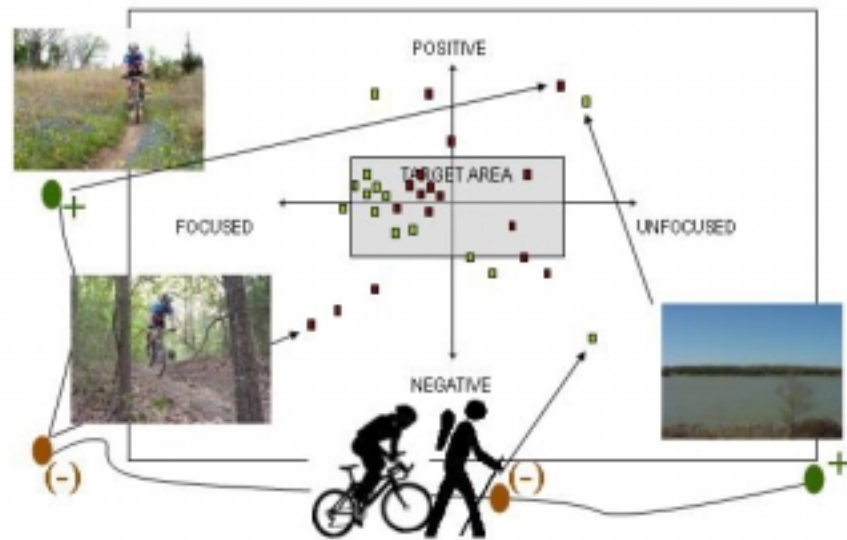 POSITIVE
TARGET AREA
FOCUSED
UNFOCUSED
NEGATIVE
+
(-)
(-)
+